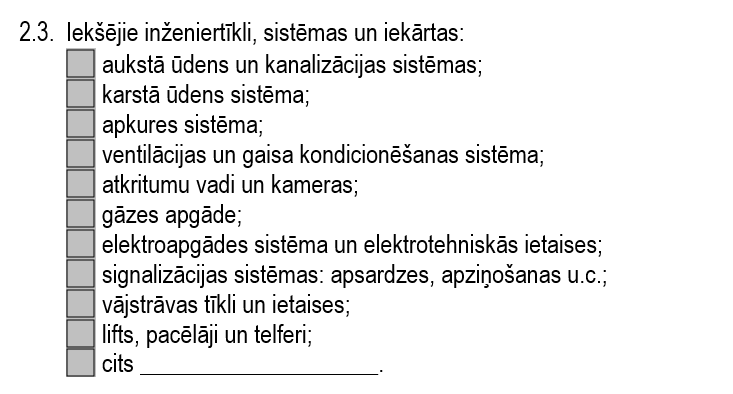 2.3. Iekšējie inženiertīkli, sistēmas un iekārtas:
aukstā ūdens un kanalizācijas sistēmas;
karstā ūdens sistēma;
apkures sistēma;
ventilācijas un gaisa kondicionēšanas sistēma;
atkritumu vadi un kameras;
gāzes apgāde;
elektroapgādes sistēma un elektrotehniskās ietaises;
signalizācijas sistēmas: apsardzes, apziņošanas u.c.;
vājstrāvas tīkli un ietaises;
lifts, pacēlāji un telferi;
cits ____________________.